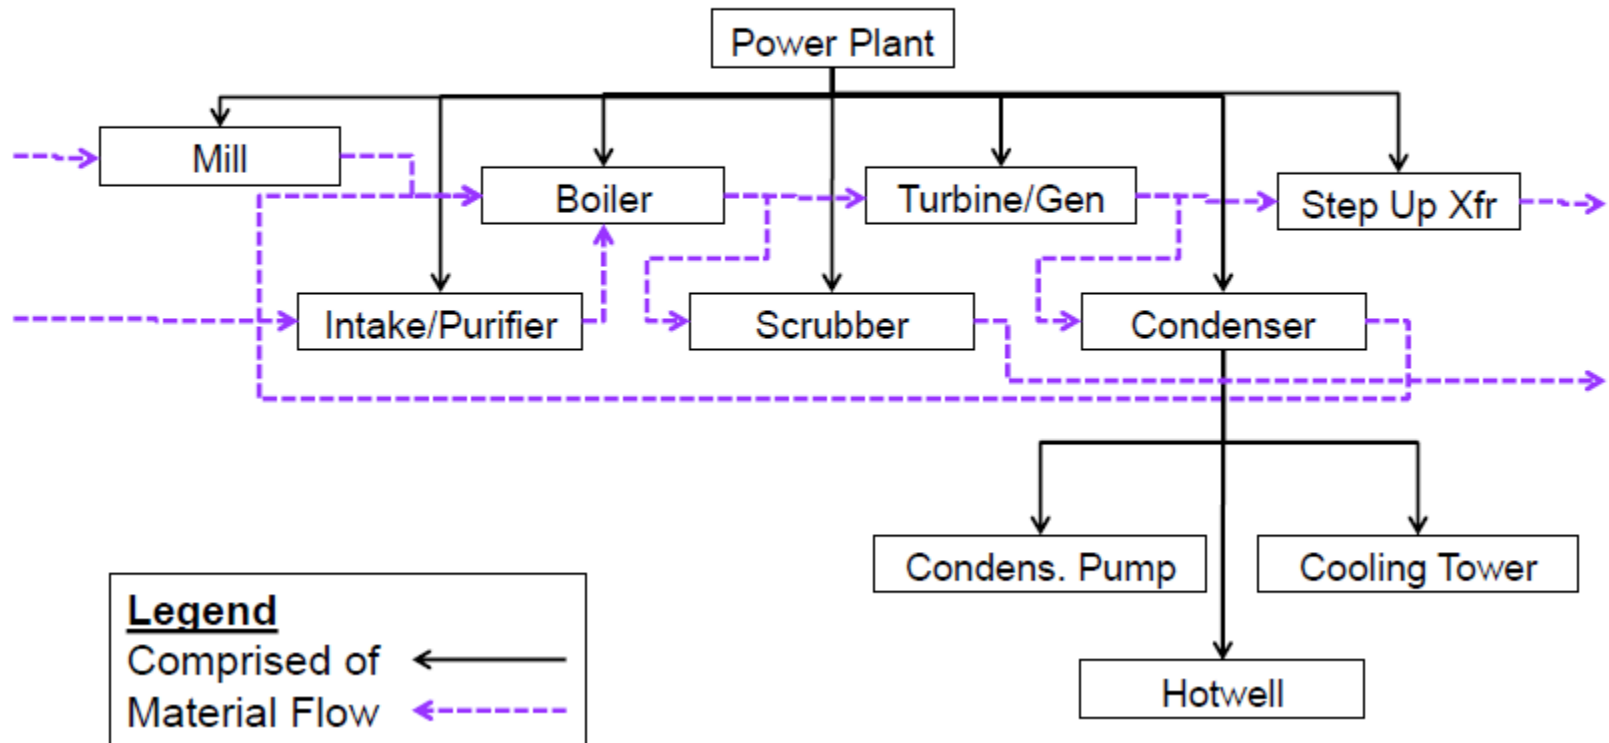 Power Plant
Mill
Boiler
Turbine/Gen
Step Up Xfr
Intake/Purifier
Scrubber
Condenser
Condens. Pump
Cooling Tower
Hotwell
Legend
Comprised of
Material Flow